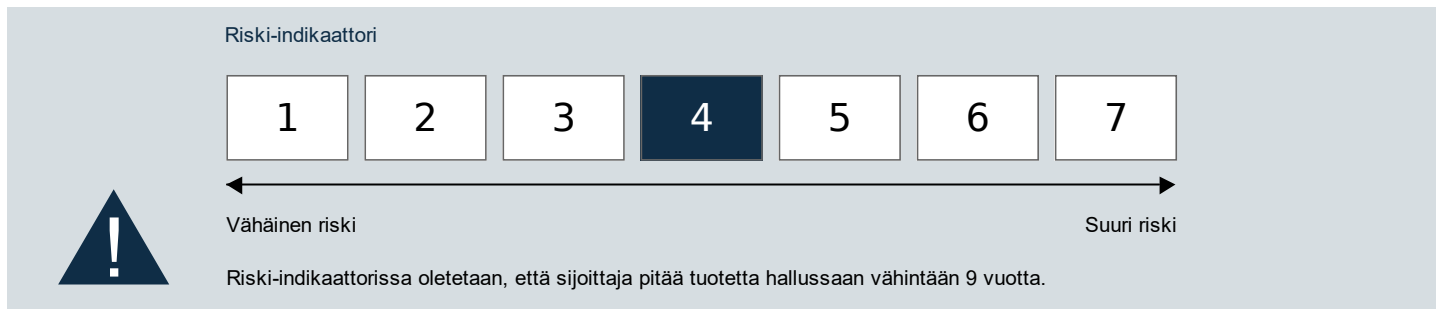 Riski-indikaattori
1 2 3 4 5 6 7
Vähäinen riski Suuri riski
!
Riski-indikaattorissa oletetaan, että sijoittaja pitää tuotetta hallussaan vähintään 9 vuotta.